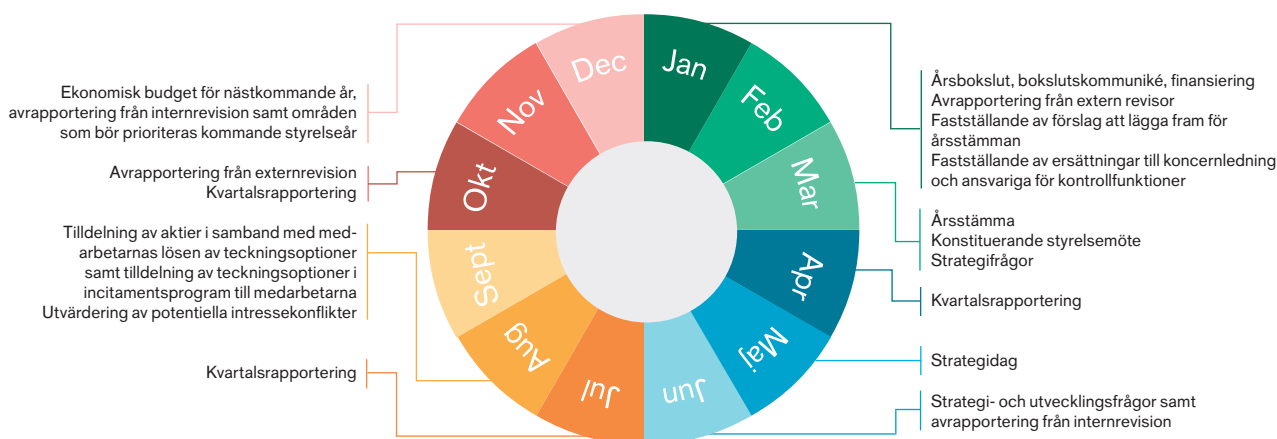 Jan
Feb
Mar
Apr
Maj
Jun
Jul
Aug
Sept
Okt
Nov
Dec
Årsbokslut, bokslutskommuniké, finansiering
Avrapportering från extern revisor
Fastställande av förslag att lägga fram för
årsstämman
Fastställande av ersättningar till koncernledning
och ansvariga för kontrollfunktioner
Årsstämma
Konstituerande styrelsemöte
Strategifrågor
Kvartalsrapportering
Strategidag
Strategi- och utvecklingsfrågor samt
avrapportering från internrevision
Kvartalsrapportering
Tilldelning av aktier i samband med med-
arbetarnas lösen av teckningsoptioner
samt tilldelning av teckningsoptioner i
incitamentsprogram till medarbetarna
Utvärdering av potentiella intressekonflikter
Avrapportering från externrevision
Kvartalsrapportering
Ekonomisk budget för nästkommande år,
avrapportering från internrevision samt områden
som bör prioriteras kommande styrelseår